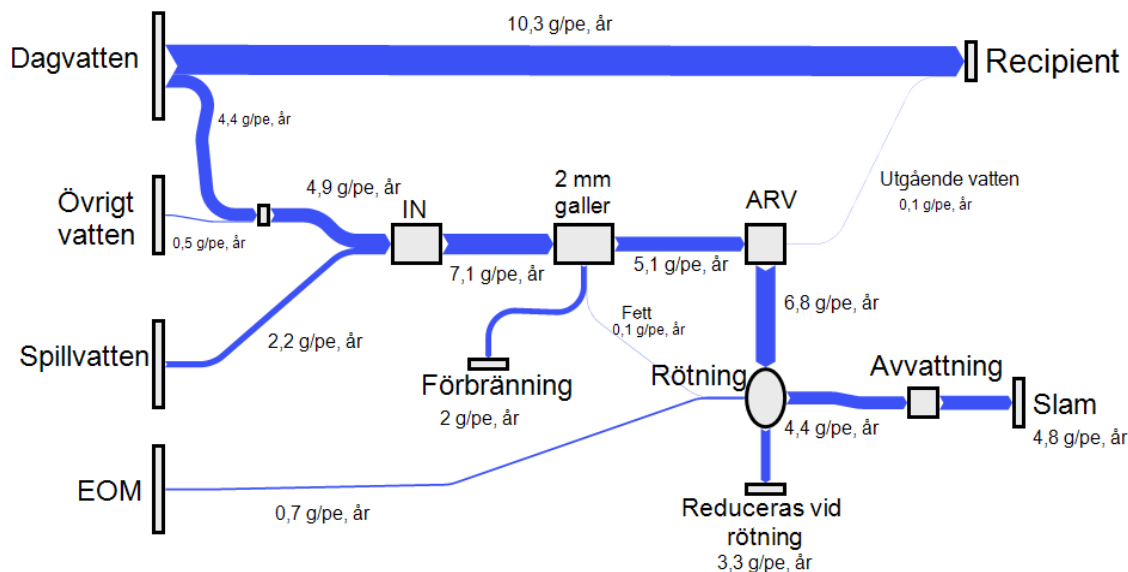 10,3 g/pe, år
Dagvatten
Recipient
4,4 g/pe, år
Övrigt
vatten
0,5 g/pe, år
4,9 g/pe, år
IN
7,1 g/pe, år
2 mm
galler
5,1 g/pe, år
ARV
Utgående vatten
0,1 g/pe, år
6,8 g/pe, år
Fett
0,1 g/pe, år
Spillvatten
2,2 g/pe, år
Förbränning
2 g/pe, år
Rötning
Avvattning
4,4 g/pe, år
Slam
4,8 g/pe, år
EOM
0,7 g/pe, år
Reduceras vid
rötning
3,3 g/pe, år